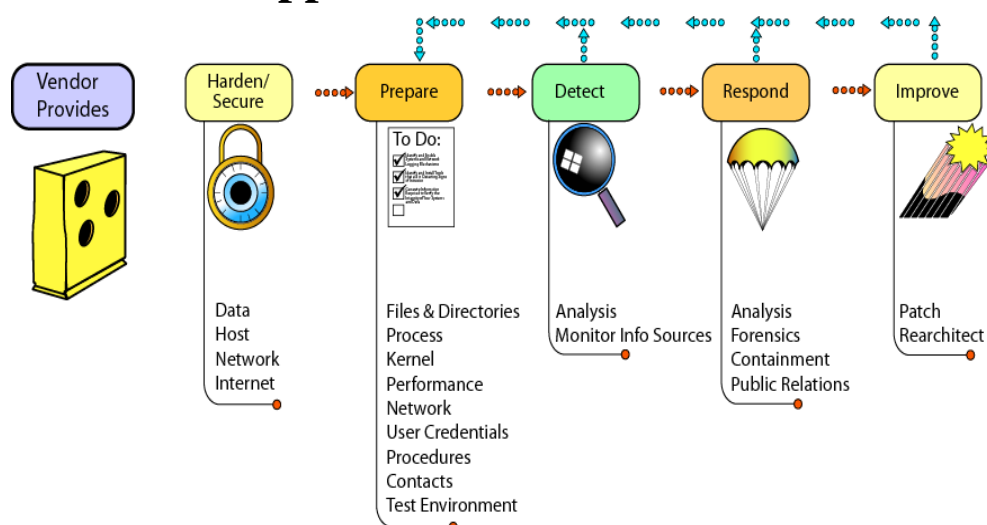 Vendor
Provides
Harden/
Secure
Prepare
Detect
Respond
Improve
To Do:
Data
Host
Network
Internet
Files & Directories
Process
Kernel
Performance
Network
User Credentials
Procedures
Contacts
Test Environment
Analysis
Monitor Info Sources
Analysis
Forensics
Containment
Public Relations
Patch
Rearchitect